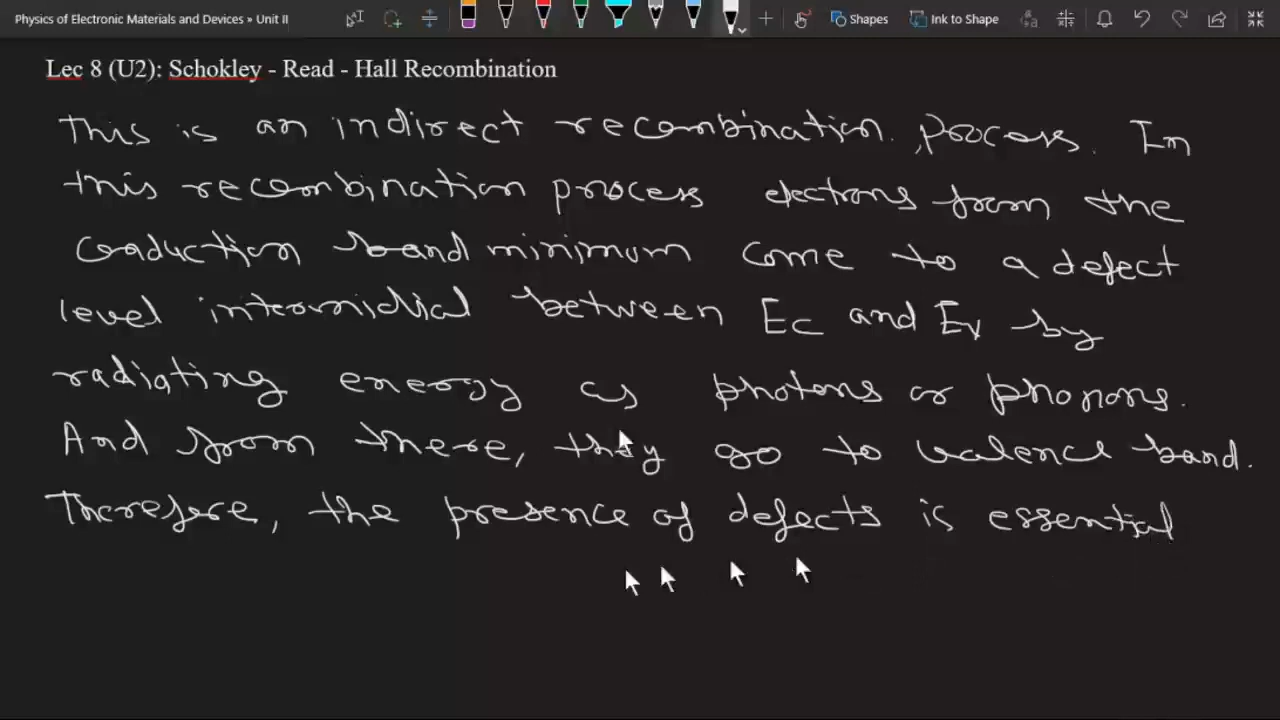 Physics of Electronic Materials and Devices » Unit II
Shapes
Ink to Shape
Lec 8 (U2): Schokley - Read - Hall Recombination
This is an indirect recombination process. In
this recombination process electrons from the
conduction band minimum come to a defect
level intermidial between Ec and Ev by
radiating energy as photons or phonons.
And from there, they go to valence band.
Therefore, the presence of defects is essential